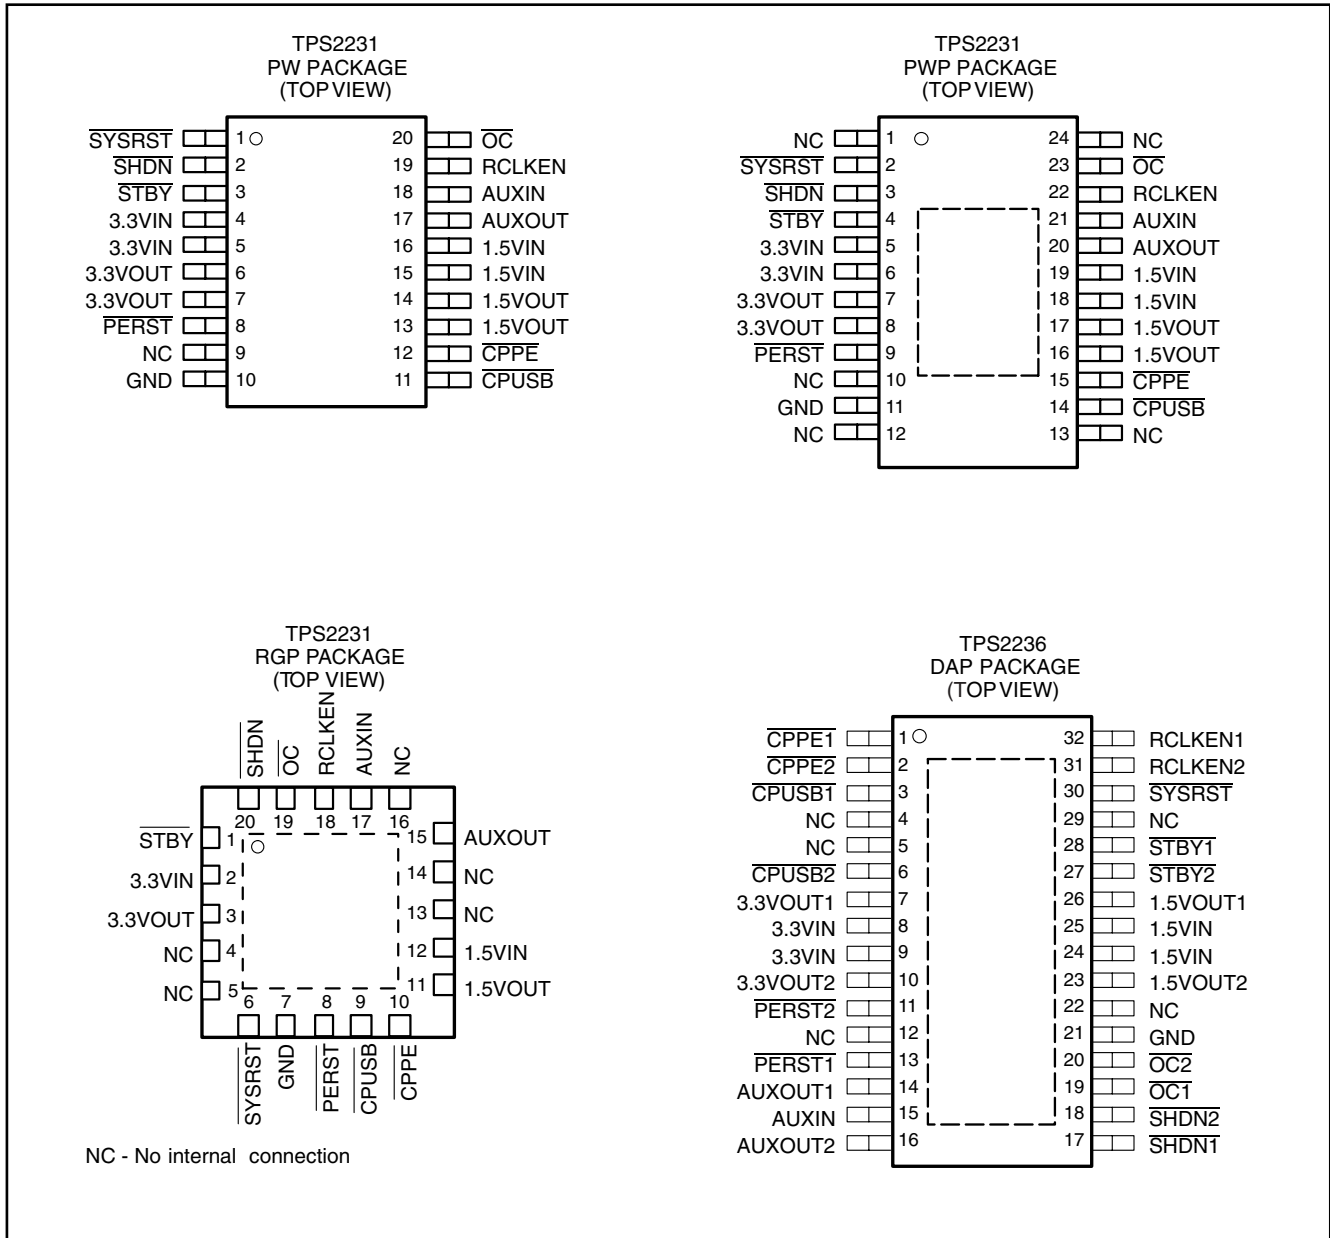 TPS2231
PW PACKAGE
(TOP VIEW)
SYSRST 1 20 OC
SHDN 2 19 RCLKEN
STBY 3 18 AUXIN
3.3VIN 4 17 AUXOUT
3.3VIN 5 16 1.5VIN
3.3VOUT 6 15 1.5VIN
3.3VOUT 7 14 1.5VOUT
PERST 8 13 1.5VOUT
NC 9 12 CPPE
GND 10 11 CPUSB
TPS2231
PWP PACKAGE
(TOP VIEW)
NC 1 24 NC
SYSRST 2 23 OC
SHDN 3 22 RCLKEN
STBY 4 21 AUXIN
3.3VIN 5 20 AUXOUT
3.3VIN 6 19 1.5VIN
3.3VOUT 7 18 1.5VIN
3.3VOUT 8 17 1.5VOUT
PERST 9 16 1.5VOUT
NC 10 15 CPPE
GND 11 14 CPUSB
NC 12 13 NC
TPS2231
RGP PACKAGE
(TOP VIEW)
SHDN OC RCLKEN AUXIN NC
20 19 18 17 16
STBY 1 15 AUXOUT
3.3VIN 2 14 NC
3.3VOUT 3 13 NC
NC 4 12 1.5VIN
NC 5 11 1.5VOUT
6 7 8 9 10
SYSRST GND PERST CPUSB CPPE
NC - No internal connection
TPS2236
DAP PACKAGE
(TOP VIEW)
CPPE1 1 32 RCLKEN1
CPPE2 2 31 RCLKEN2
CPUSB1 3 30 SYSRST
NC 4 29 NC
NC 5 28 STBY1
CPUSB2 6 27 STBY2
3.3VOUT1 7 26 1.5VOUT1
3.3VIN 8 25 1.5VIN
3.3VIN 9 24 1.5VIN
3.3VOUT2 10 23 1.5VOUT2
PERST2 11 22 NC
NC 12 21 GND
PERST1 13 20 OC2
AUXOUT1 14 19 OC1
AUXIN 15 18 SHDN2
AUXOUT2 16 17 SHDN1